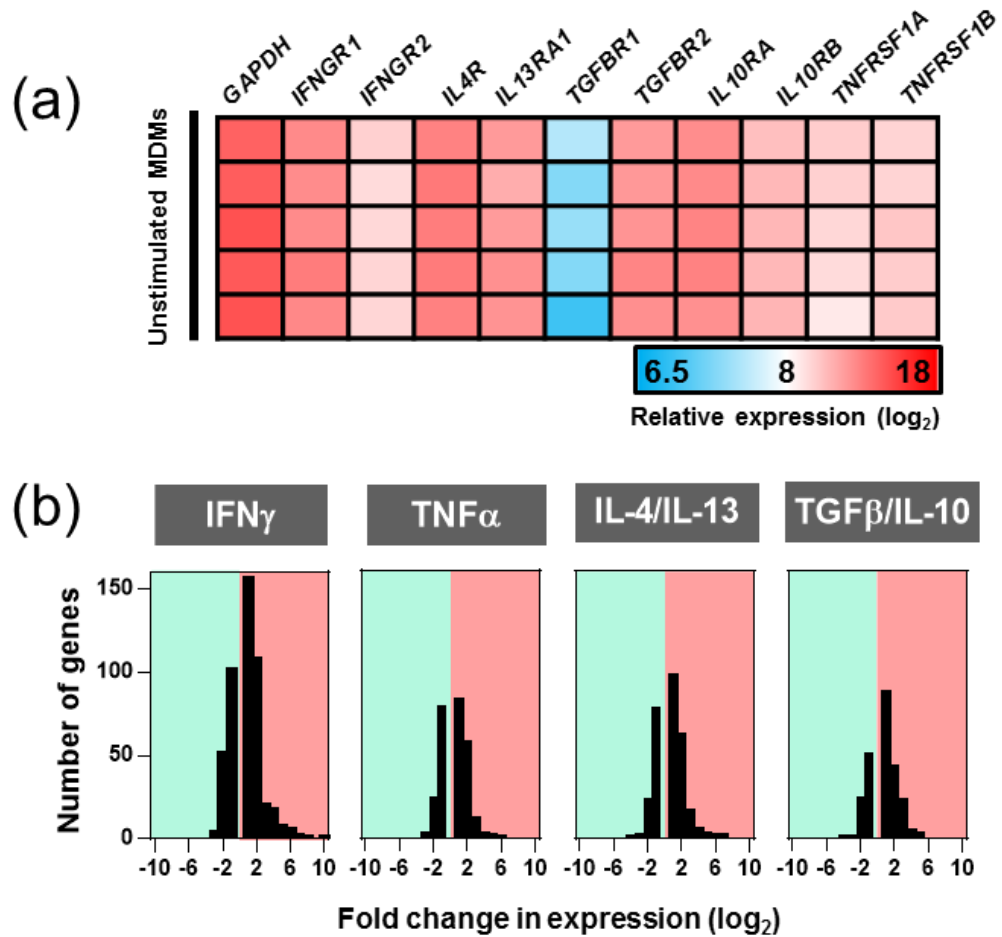 (a)
GAPDH IFNGR1 IFNGR2 IL4R IL13RA1 TGFBR1 TGFBR2 IL10RA IL10RB TNFRSF1A TNFRSF1B
Unstimulated MDMs
6.5 8 18
Relative expression (log₂)
(b)
IFNγ TNFα IL-4/IL-13 TGFβ/IL-10
Number of genes
150
100
50
0
-10 -6 -2 2 6 10 -10 -6 -2 2 6 10 -10 -6 -2 2 6 10 -10 -6 -2 2 6 10
Fold change in expression (log₂)